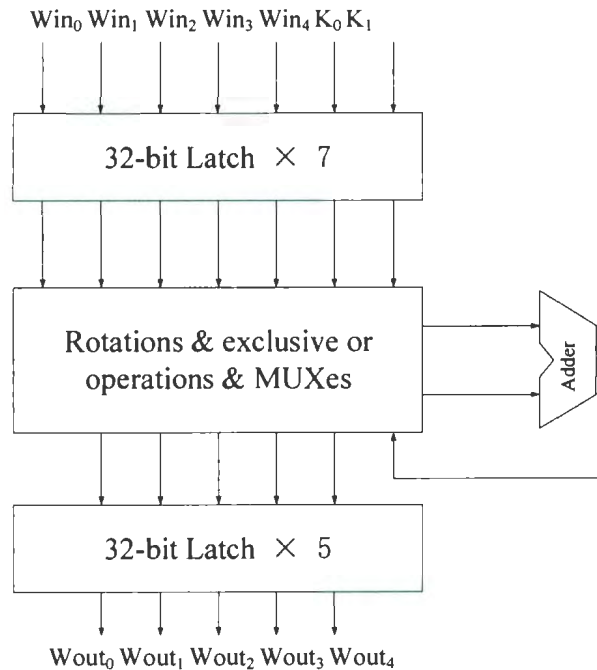 Win₀ Win₁ Win₂ Win₃ Win₄ K₀ K₁
32-bit Latch × 7
Rotations & exclusive or
operations & MUXes
Adder
32-bit Latch × 5
Wout₀ Wout₁ Wout₂ Wout₃ Wout₄